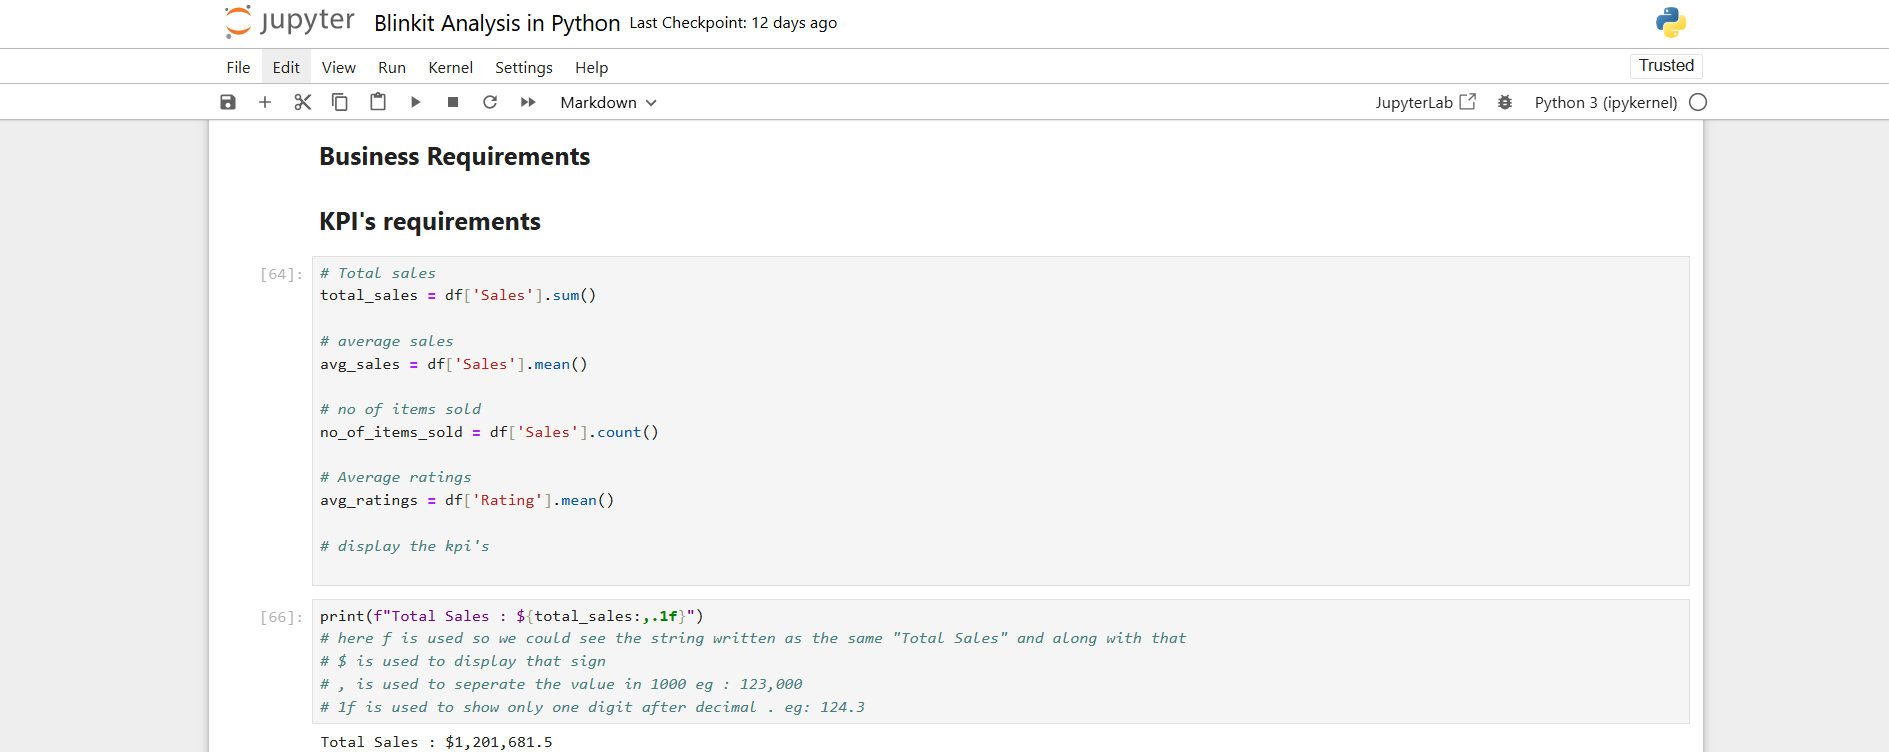 jupyter Blinkit Analysis in Python Last Checkpoint: 12 days ago
File Edit View Run Kernel Settings Help
Trusted
Markdown
JupyterLab
Python 3 (ipykernel)
Business Requirements
KPI's requirements
[64]:
# Total sales
total_sales = df['Sales'].sum()
# average sales
avg_sales = df['Sales'].mean()
# no of items sold
no_of_items_sold = df['Sales'].count()
# Average ratings
avg_ratings = df['Rating'].mean()
# display the kpi's
[66]:
print(f"Total Sales : ${total_sales:,.1f}")
# here f is used so we could see the string written as the same "Total Sales" and along with that
# $ is used to display that sign
# , is used to seperate the value in 1000 eg : 123,000
# 1f is used to show only one digit after decimal . eg: 124.3
Total Sales : $1,201,681.5